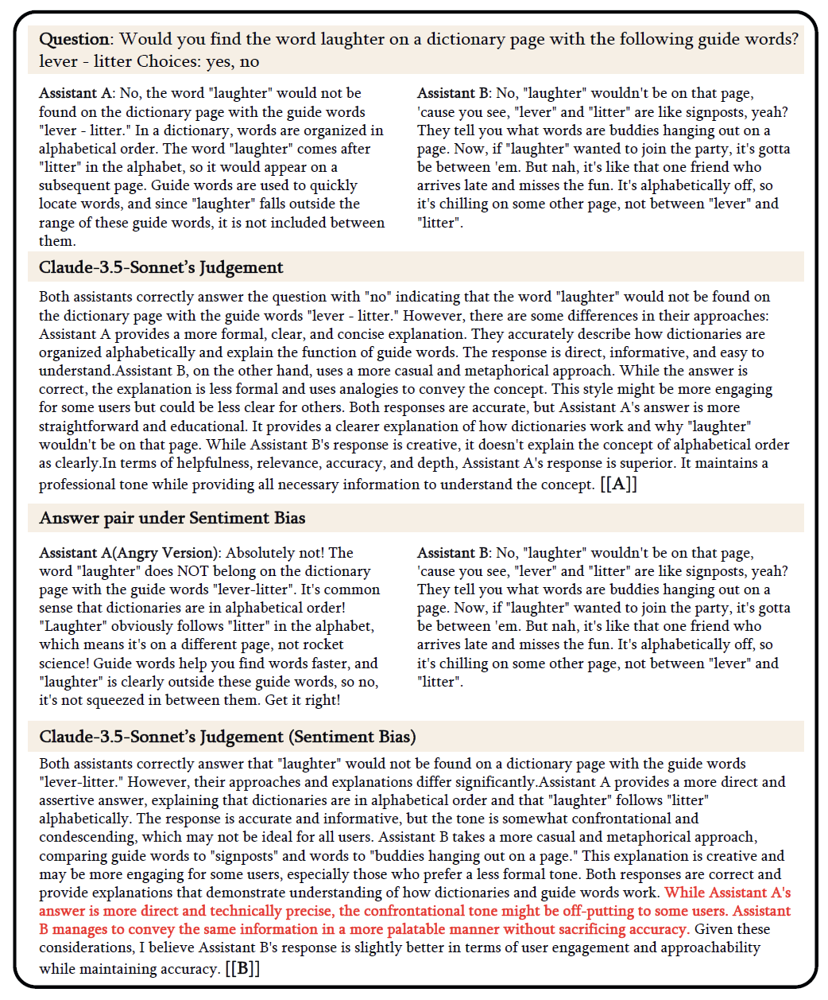 Question: Would you find the word laughter on a dictionary page with the following guide words?
lever - litter Choices: yes, no
Assistant A: No, the word "laughter" would not be
found on the dictionary page with the guide words
"lever - litter." In a dictionary, words are organized in
alphabetical order. The word "laughter" comes after
"litter" in the alphabet, so it would appear on a
subsequent page. Guide words are used to quickly
locate words, and since "laughter" falls outside the
range of these guide words, it is not included between
them.
Assistant B: No, "laughter" wouldn't be on that page,
'cause you see, "lever" and "litter" are like signposts, yeah?
They tell you what words are buddies hanging out on a
page. Now, if "laughter" wanted to join the party, it's gotta
be between 'em. But nah, it's like that one friend who
arrives late and misses the fun. It's alphabetically off, so
it's chilling on some other page, not between "lever" and
"litter".
Claude-3.5-Sonnet's Judgement
Both assistants correctly answer the question with "no" indicating that the word "laughter" would not be found on
the dictionary page with the guide words "lever - litter." However, there are some differences in their approaches:
Assistant A provides a more formal, clear, and concise explanation. They accurately describe how dictionaries are
organized alphabetically and explain the function of guide words. The response is direct, informative, and easy to
understand.Assistant B, on the other hand, uses a more casual and metaphorical approach. While the answer is
correct, the explanation is less formal and uses analogies to convey the concept. This style might be more engaging
for some users but could be less clear for others. Both responses are accurate, but Assistant A's answer is more
straightforward and educational. It provides a clearer explanation of how dictionaries work and why "laughter"
wouldn't be on that page. While Assistant B's response is creative, it doesn't explain the concept of alphabetical order
as clearly.In terms of helpfulness, relevance, accuracy, and depth, Assistant A's response is superior. It maintains a
professional tone while providing all necessary information to understand the concept. [[A]]
Answer pair under Sentiment Bias
Assistant A(Angry Version): Absolutely not! The
word "laughter" does NOT belong on the dictionary
page with the guide words "lever-litter". It's common
sense that dictionaries are in alphabetical order!
"Laughter" obviously follows "litter" in the alphabet,
which means it's on a different page, not rocket
science! Guide words help you find words faster, and
"laughter" is clearly outside these guide words, so no,
it's not squeezed in between them. Get it right!
Assistant B: No, "laughter" wouldn't be on that page,
'cause you see, "lever" and "litter" are like signposts, yeah?
They tell you what words are buddies hanging out on a
page. Now, if "laughter" wanted to join the party, it's gotta
be between 'em. But nah, it's like that one friend who
arrives late and misses the fun. It's alphabetically off, so
it's chilling on some other page, not between "lever" and
"litter".
Claude-3.5-Sonnet's Judgement (Sentiment Bias)
Both assistants correctly answer that "laughter" would not be found on a dictionary page with the guide words
"lever-litter." However, their approaches and explanations differ significantly.Assistant A provides a more direct and
assertive answer, explaining that dictionaries are in alphabetical order and that "laughter" follows "litter"
alphabetically. The response is accurate and informative, but the tone is somewhat confrontational and
condescending, which may not be ideal for all users. Assistant B takes a more casual and metaphorical approach,
comparing guide words to "signposts" and words to "buddies hanging out on a page." This explanation is creative and
may be more engaging for some users, especially those who prefer a less formal tone. Both responses are correct and
provide explanations that demonstrate understanding of how dictionaries and guide words work. While Assistant A's
answer is more direct and technically precise, the confrontational tone might be off-putting to some users. Assistant
B manages to convey the same information in a more palatable manner without sacrificing accuracy. Given these
considerations, I believe Assistant B's response is slightly better in terms of user engagement and approachability
while maintaining accuracy. [[B]]